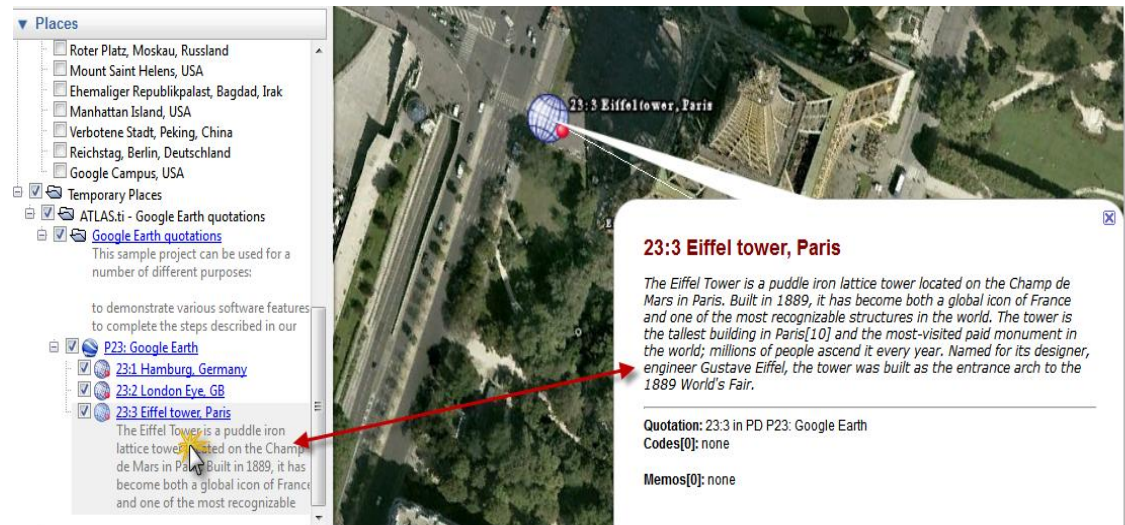 Places
Roter Platz, Moskau, Russland
Mount Saint Helens, USA
Ehemaliger Republikpalast, Bagdad, Irak
Manhattan Island, USA
Verbotene Stadt, Peking, China
Reichstag, Berlin, Deutschland
Google Campus, USA
Temporary Places
ATLAS.ti - Google Earth quotations
Google Earth quotations
This sample project can be used for a
number of different purposes:
to demonstrate various software features
to complete the steps described in our
P23: Google Earth
23:1 Hamburg, Germany
23:2 London Eye, GB
23:3 Eiffel tower, Paris
The Eiffel Tower is a puddle iron
lattice tower located on the Champ
de Mars in Paris. Built in 1889, it has
become both a global icon of France
and one of the most recognizable
23:3 Eiffel tower, Paris
23:3 Eiffel tower, Paris
The Eiffel Tower is a puddle iron lattice tower located on the Champ de
Mars in Paris. Built in 1889, it has become both a global icon of France
and one of the most recognizable structures in the world. The tower is
the tallest building in Paris[10] and the most-visited paid monument in
the world; millions of people ascend it every year. Named for its designer,
engineer Gustave Eiffel, the tower was built as the entrance arch to the
1889 World's Fair.
Quotation: 23:3 in PD P23: Google Earth
Codes[0]: none
Memos[0]: none